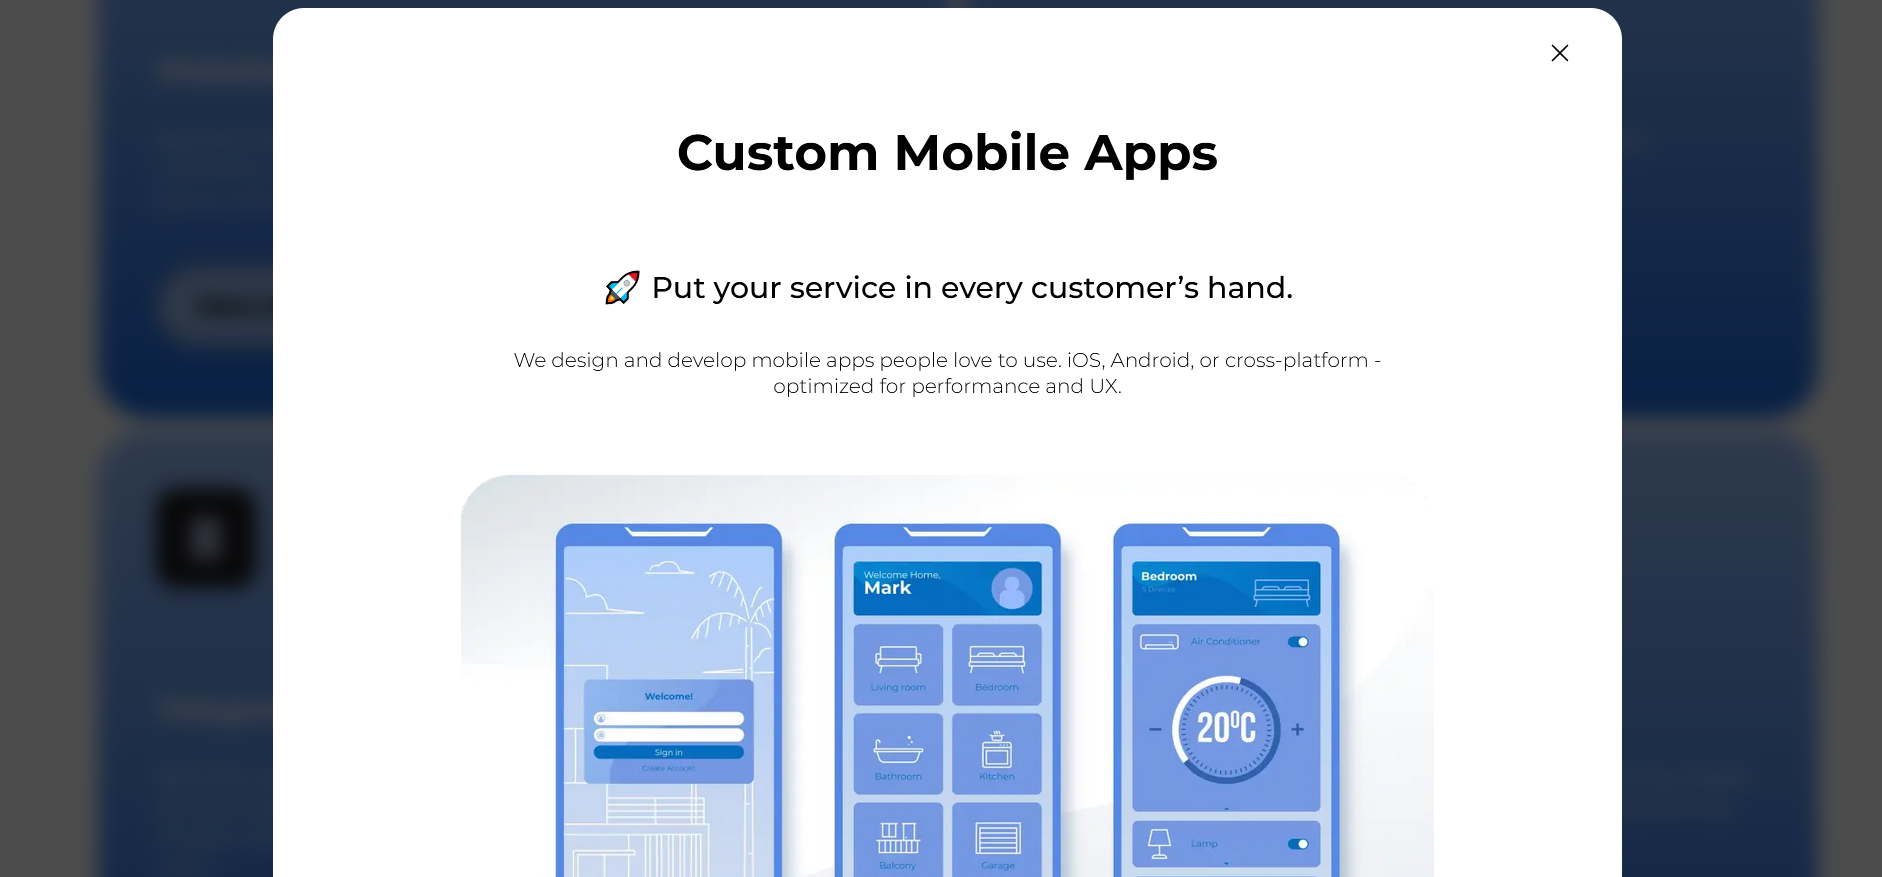 Custom Mobile Apps
🚀 Put your service in every customer’s hand.
We design and develop mobile apps people love to use. iOS, Android, or cross-platform -
optimized for performance and UX.
Welcome!
Sign in
Create Account
Welcome Home,
Mark
Living room
Bedroom
Bathroom
Kitchen
Balcony
Garage
Bedroom
Air Conditioner
20°C
Lamp